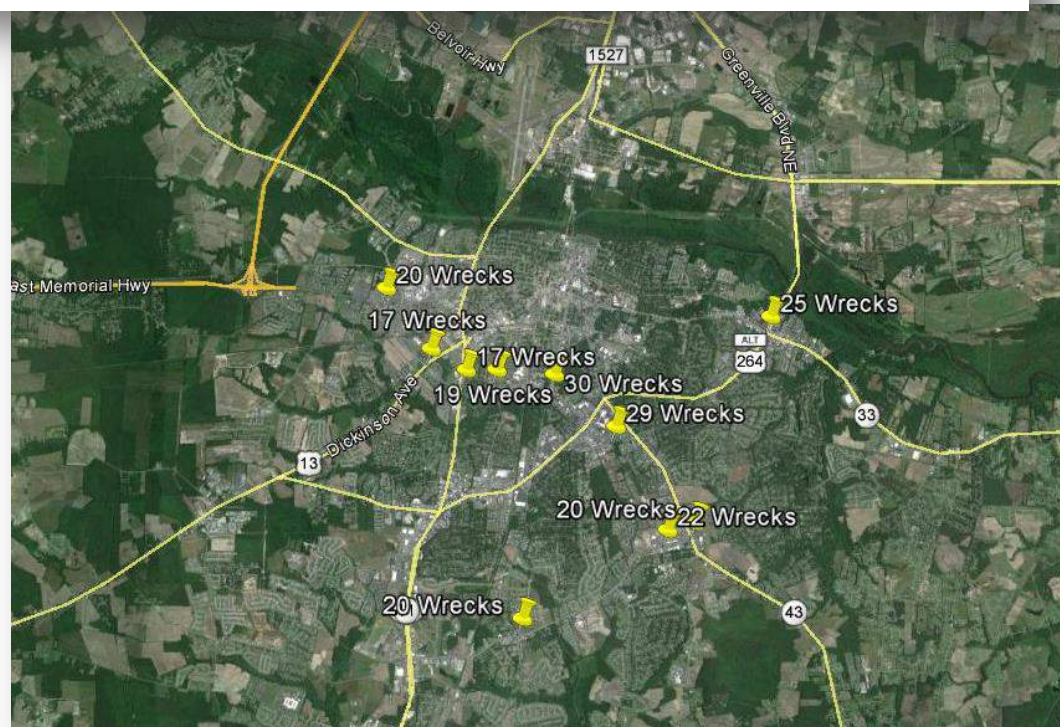 Belvoir Hwy
1527
Greenville Blvd NE
ast Memorial Hwy
20 Wrecks
25 Wrecks
17 Wrecks
ALT
264
17 Wrecks
19 Wrecks
30 Wrecks
29 Wrecks
33
Dickinson Ave
13
20 Wrecks
22 Wrecks
20 Wrecks
43